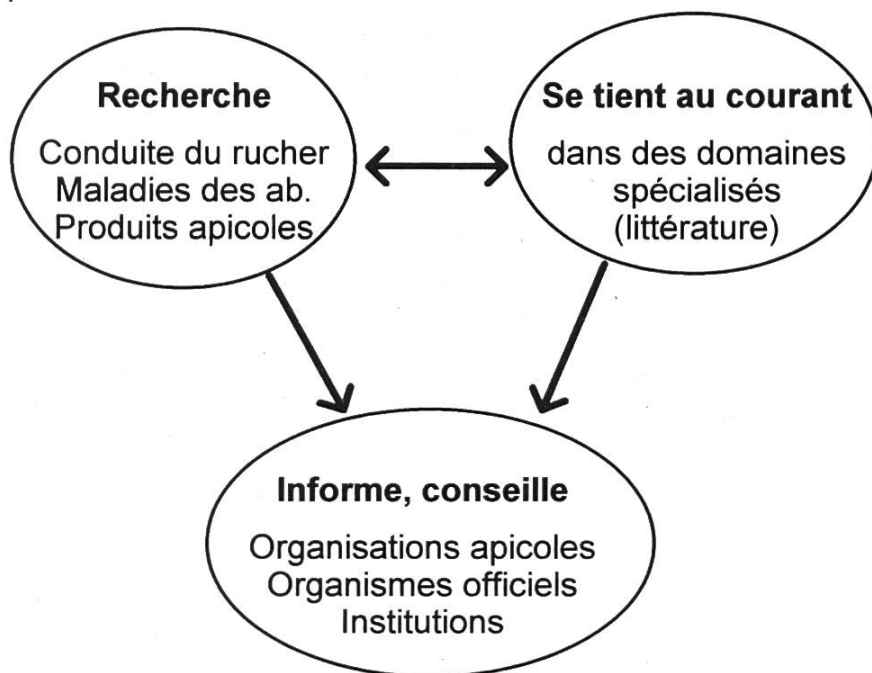 Recherche
Conduite du rucher
Maladies des ab.
Produits apicoles
Se tient au courant
dans des domaines
spécialisés
(littérature)
Informe, conseille
Organisations apicoles
Organismes officiels
Institutions